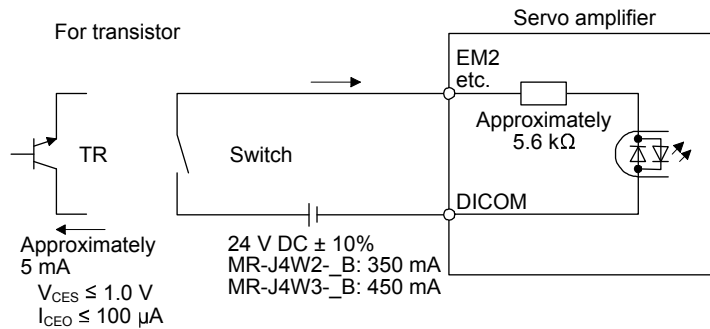 Servo amplifier
For transistor
EM2
etc.
Approximately
5.6 kΩ
TR
Switch
DICOM
Approximately
5 mA
24 V DC ± 10%
MR-J4W2-_B: 350 mA
MR-J4W3-_B: 450 mA
VCES ≤ 1.0 V
ICEO ≤ 100 µA